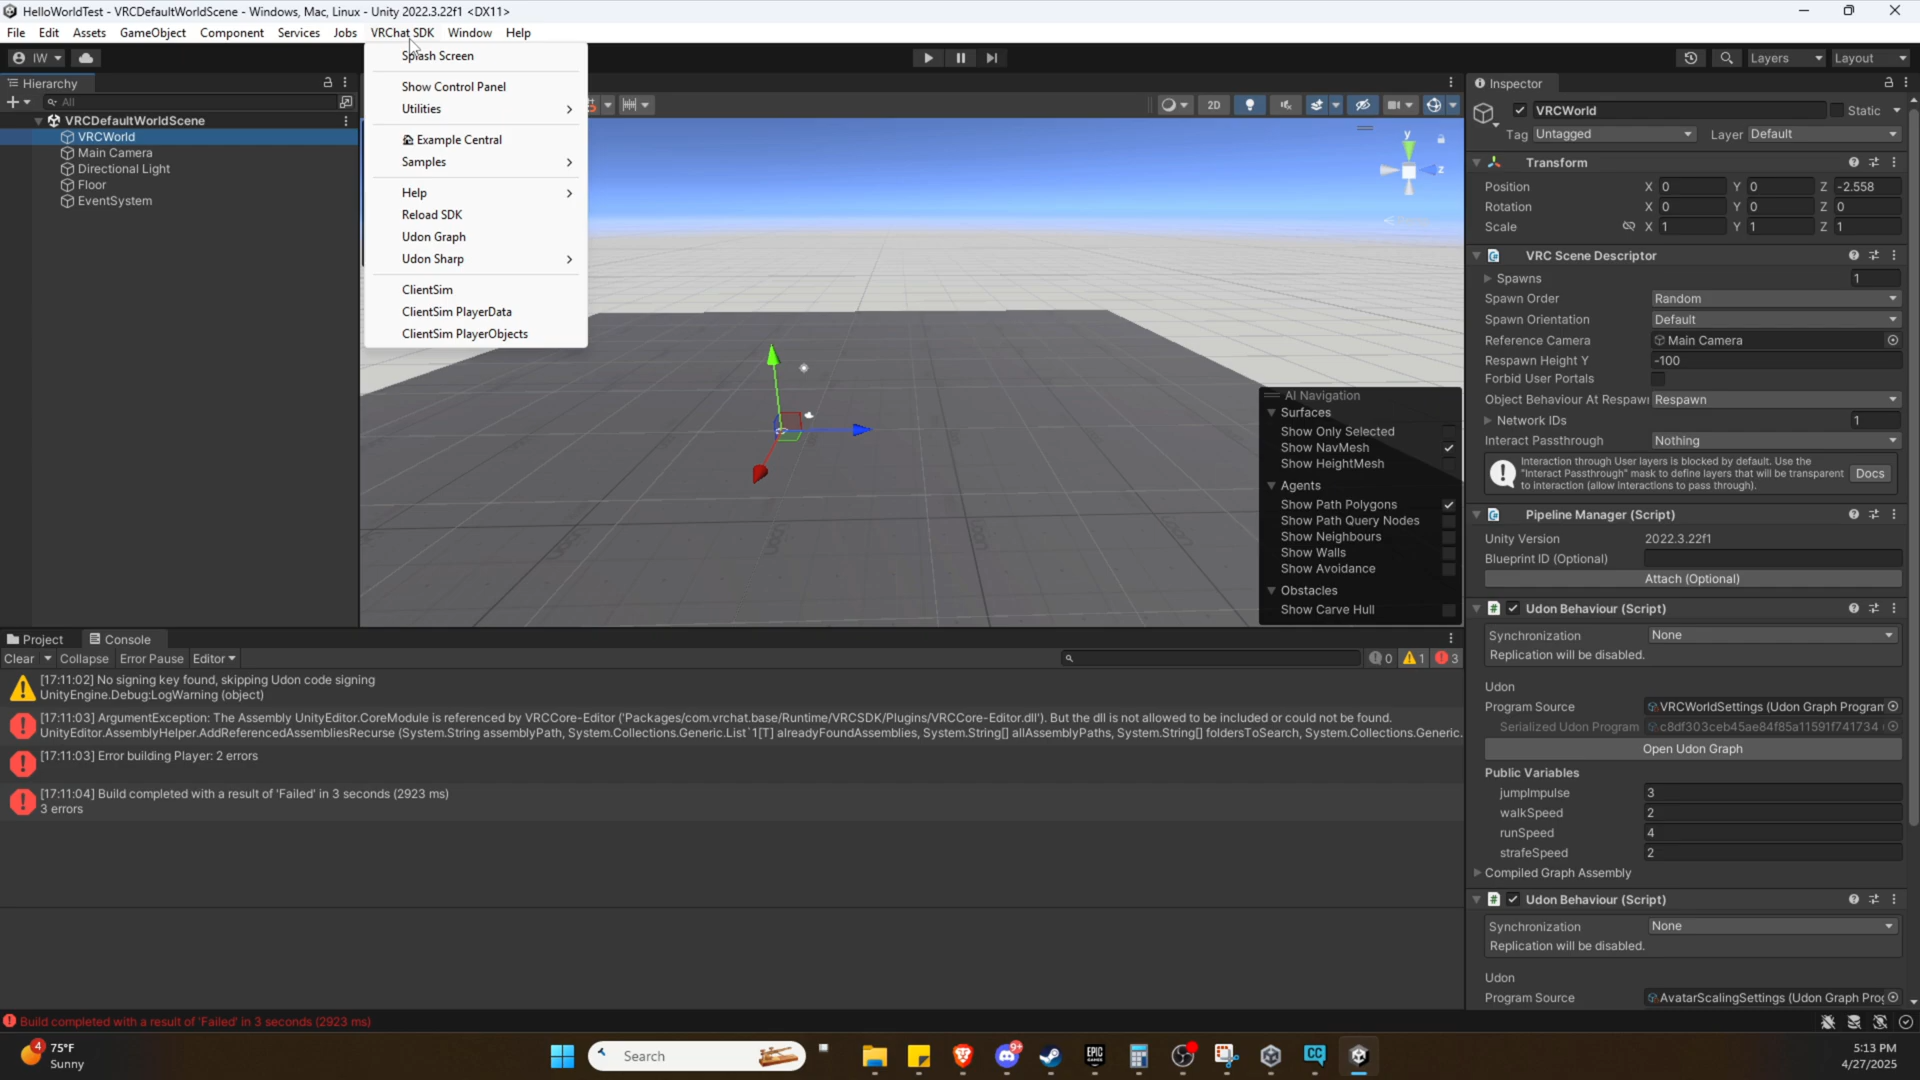 HelloWorldTest - VRCDefaultWorldScene - Windows, Mac, Linux - Unity 2022.3.22f1 <DX11>
File Edit Assets GameObject Component Services Jobs VRChat SDK Window Help
IW Layers Layout
Hierarchy
All
VRCDefaultWorldScene
VRCWorld
Main Camera
Directional Light
Floor
EventSystem
Splash Screen
Show Control Panel
Utilities
Example Central
Samples
Help
Reload SDK
Udon Graph
Udon Sharp
ClientSim
ClientSim PlayerData
ClientSim PlayerObjects
2D
y
z
AI Navigation
Surfaces
Show Only Selected
Show NavMesh
Show HeightMesh
Agents
Show Path Polygons
Show Path Query Nodes
Show Neighbours
Show Walls
Show Avoidance
Obstacles
Show Carve Hull
Inspector
VRCWorld Static
Tag Untagged Layer Default
Transform
Position X 0 Y 0 Z -2.558
Rotation X 0 Y 0 Z 0
Scale X 1 Y 1 Z 1
VRC Scene Descriptor
Spawns 1
Spawn Order Random
Spawn Orientation Default
Reference Camera Main Camera
Respawn Height Y -100
Forbid User Portals
Object Behaviour At Respawn Respawn
Network IDs 1
Interact Passthrough Nothing
Interaction through User layers is blocked by default. Use the
"Interact Passthrough" mask to define layers that will be transparent
to interaction (allow interactions to pass through).
Docs
Pipeline Manager (Script)
Unity Version 2022.3.22f1
Blueprint ID (Optional)
Attach (Optional)
Udon Behaviour (Script)
Synchronization None
Replication will be disabled.
Udon
Program Source VRCWorldSettings (Udon Graph Program
Serialized Udon Program c8df303ceb45ae84f85a11591f741734
Open Udon Graph
Public Variables
jumpImpulse 3
walkSpeed 2
runSpeed 4
strafeSpeed 2
Compiled Graph Assembly
Udon Behaviour (Script)
Synchronization None
Replication will be disabled.
Udon
Program Source AvatarScalingSettings (Udon Graph Prog
Project Console
Clear Collapse Error Pause Editor 0 1 3
[17:11:02] No signing key found, skipping Udon code signing
UnityEngine.Debug:LogWarning (object)
[17:11:03] ArgumentException: The Assembly UnityEditor.CoreModule is referenced by VRCCore-Editor ('Packages/com.vrchat.base/Runtime/VRCSDK/Plugins/VRCCore-Editor.dll'). But the dll is not allowed to be included or could not be found.
UnityEditor.AssemblyHelper.AddReferencedAssembliesRecurse (System.String assemblyPath, System.Collections.Generic.List`1[T] alreadyFoundAssemblies, System.String[] allAssemblyPaths, System.String[] foldersToSearch, System.Collections.Generic.
[17:11:03] Error building Player: 2 errors
[17:11:04] Build completed with a result of 'Failed' in 3 seconds (2923 ms)
3 errors
Build completed with a result of 'Failed' in 3 seconds (2923 ms)
4
75°F
Sunny
Search
9+
EPIC
GAMES
CC
5:13 PM
4/27/2025